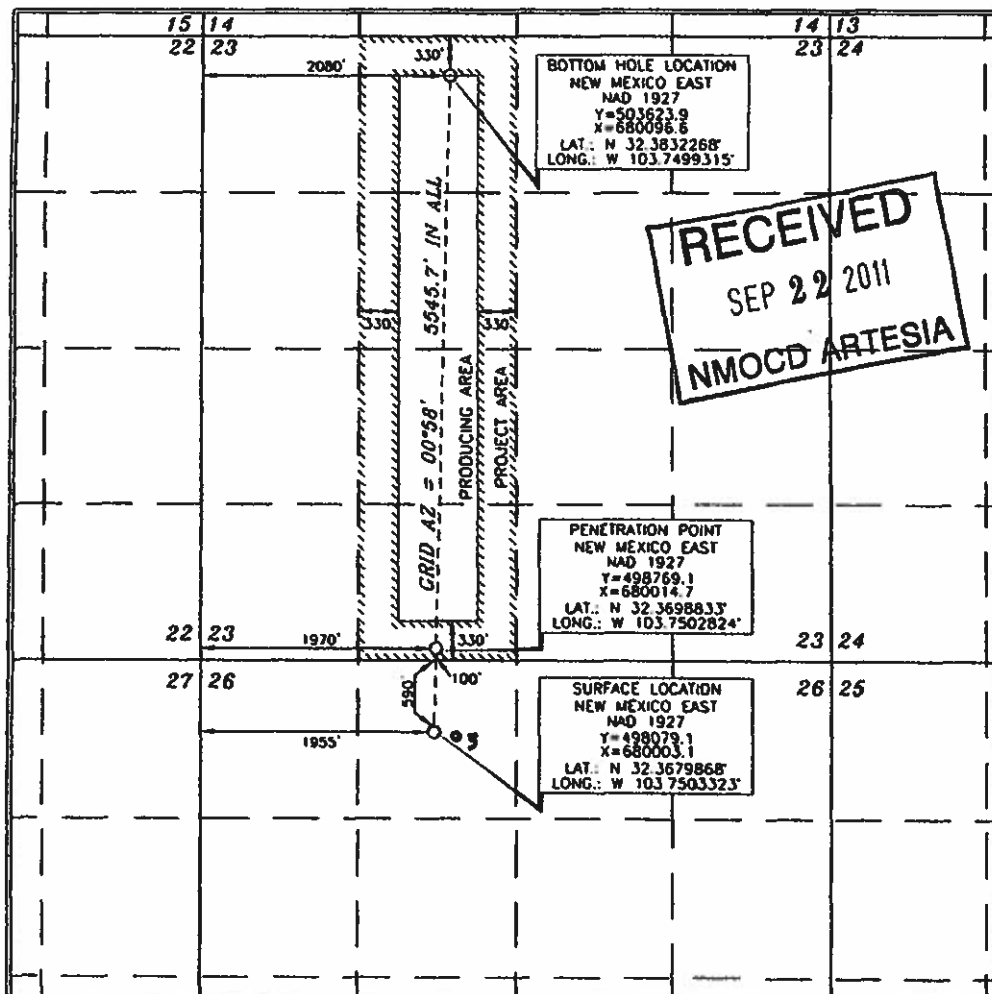 15 14
22 23
14 13
23 24
330'
2080'
BOTTOM HOLE LOCATION
NEW MEXICO EAST
NAD 1927
Y=503623.9
X=680096.6
LAT.: N 32.3832268°
LONG.: W 103.7499315°
RECEIVED
SEP 22 2011
NMOCD ARTESIA
330'
330'
GRID AZ = 00°58' 5545.7' IN ALL
PRODUCING AREA
PROJECT AREA
PENETRATION POINT
NEW MEXICO EAST
NAD 1927
Y=498769.1
X=680014.7
LAT.: N 32.3698833°
LONG.: W 103.7502824°
22 23
1970'
330'
23 24
27 26
100'
590'
26 25
SURFACE LOCATION
NEW MEXICO EAST
NAD 1927
Y=498079.1
X=680003.1
LAT.: N 32.3679868°
LONG.: W 103.7503323°
1955'